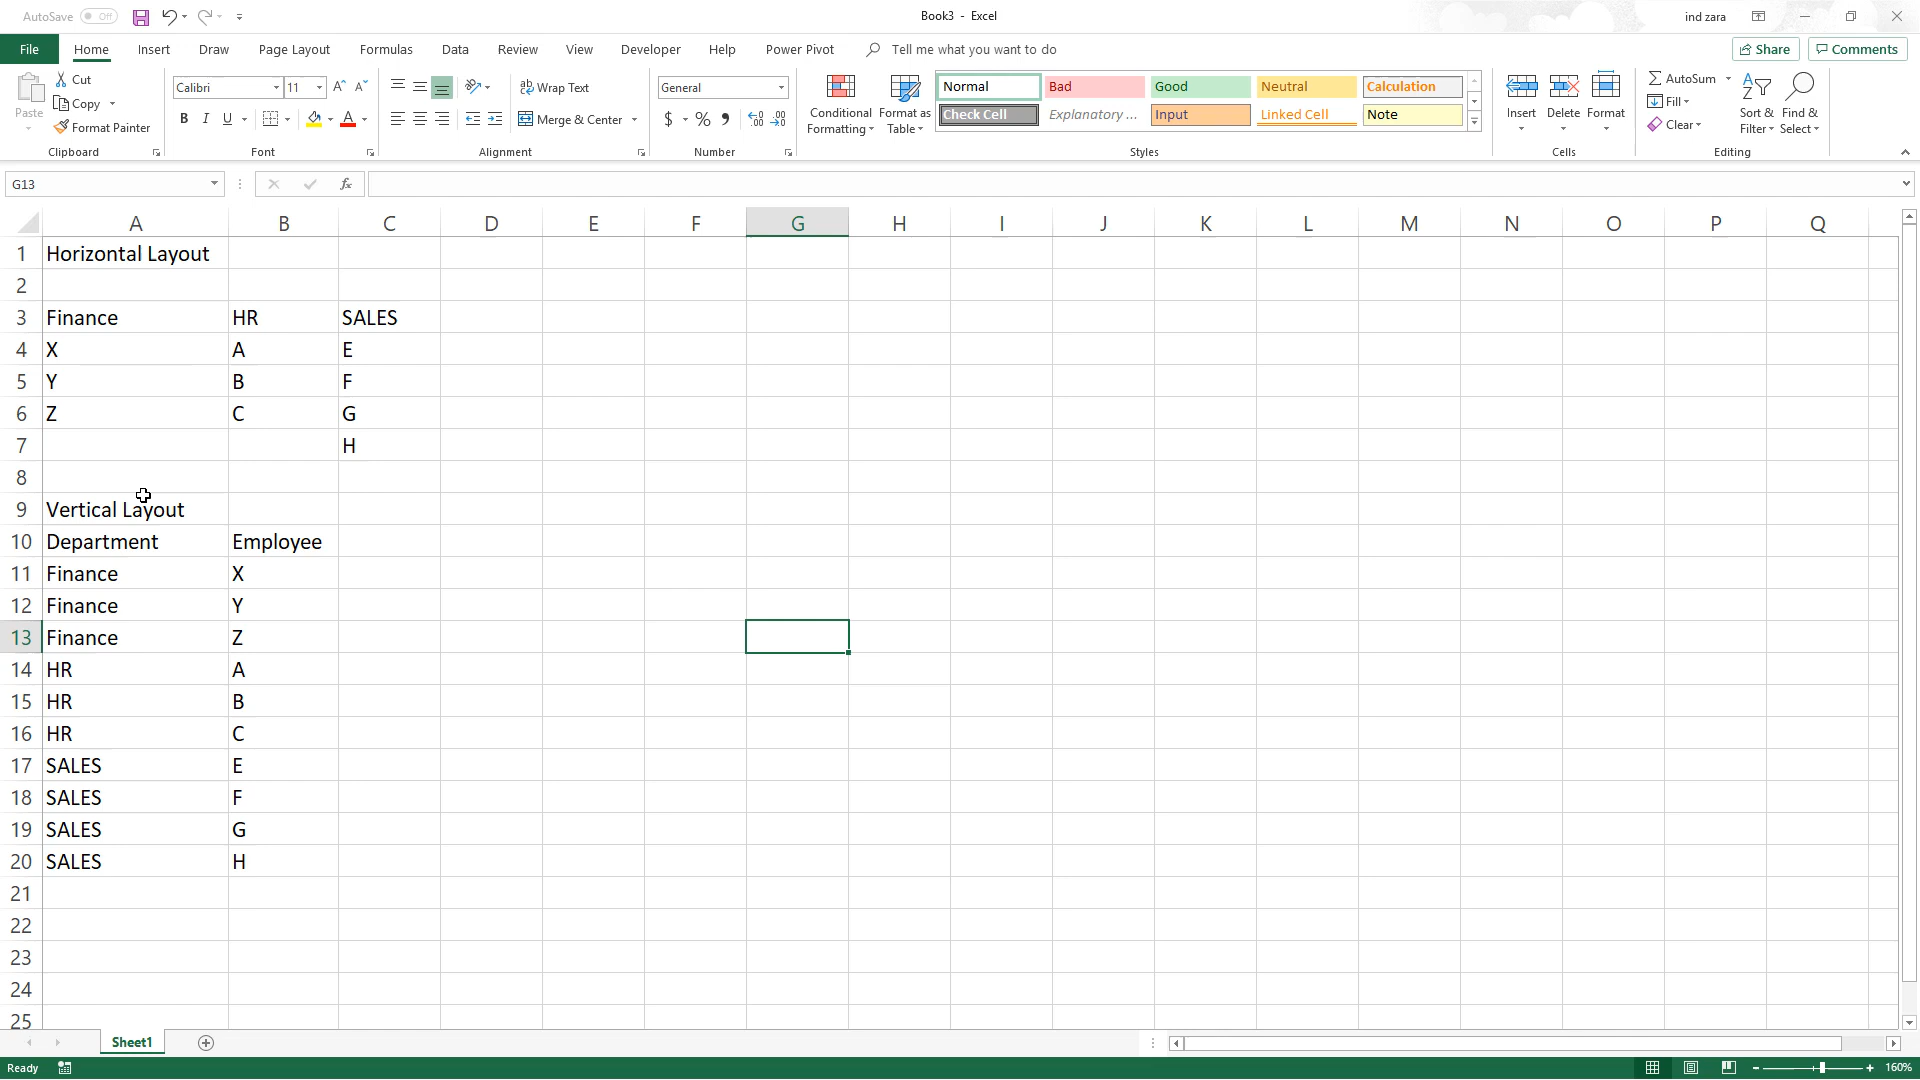 AutoSave Off
Book3 - Excel
ind zara
File Home Insert Draw Page Layout Formulas Data Review View Developer Help Power Pivot Tell me what you want to do Share Comments
Paste
Cut
Copy
Format Painter
Clipboard
Calibri 11
Font
Wrap Text
Merge & Center
Alignment
General
Number
Conditional Formatting
Format as Table
Normal Bad Good Neutral Calculation
Check Cell Explanatory ... Input Linked Cell Note
Styles
Insert Delete Format
Cells
AutoSum
Fill
Clear
Sort & Filter
Find & Select
Editing
G13
fx
A B C D E F G H I J K L M N O P Q
1 Horizontal Layout
2
3 Finance HR SALES
4 X A E
5 Y B F
6 Z C G
7 H
8
9 Vertical Layout
10 Department Employee
11 Finance X
12 Finance Y
13 Finance Z
14 HR A
15 HR B
16 HR C
17 SALES E
18 SALES F
19 SALES G
20 SALES H
21
22
23
24
25
Sheet1
Ready
160%